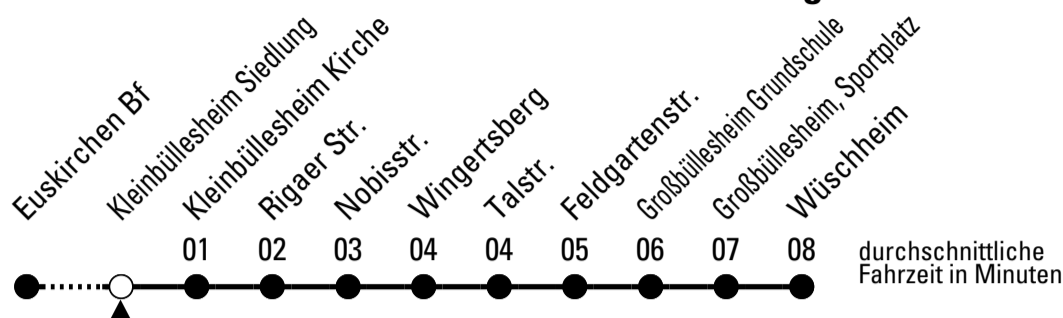 Euskirchen Bf
Kleinbüllesheim Siedlung
Kleinbüllesheim Kirche
Rigaer Str.
Nobisstr.
Wingertsberg
Talstr.
Feldgartenstr.
Großbüllesheim Grundschule
Großbüllesheim, Sportplatz
Wüschheim
01 02 03 04 04 05 06 07 08
durchschnittliche
Fahrzeit in Minuten